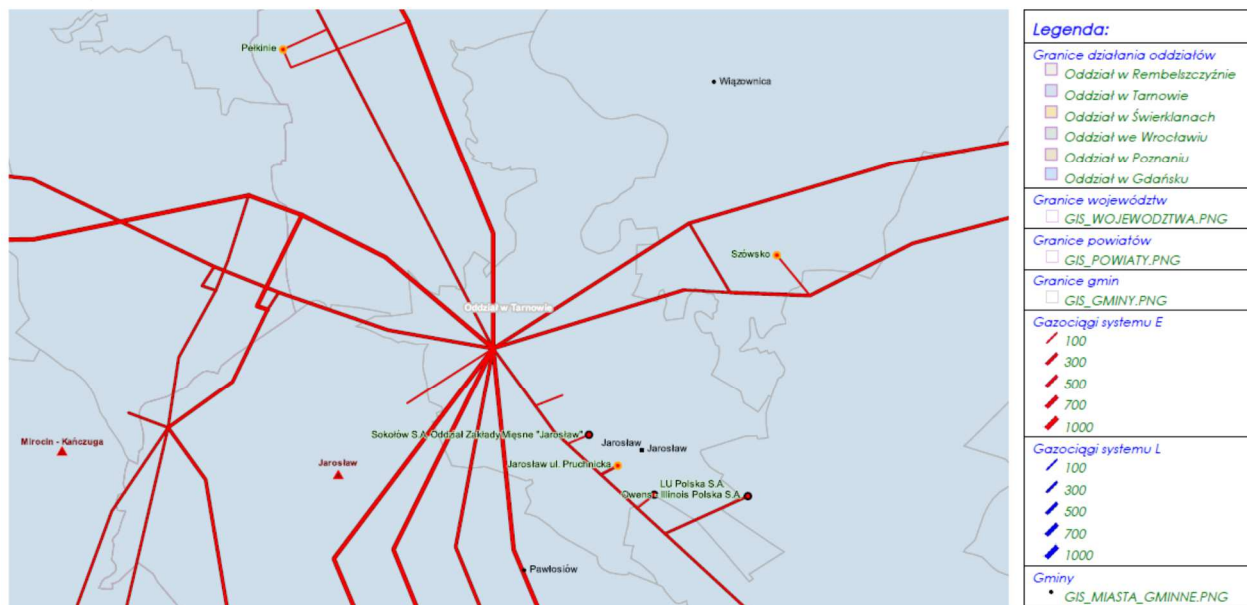 Pełkinie
Wiązownica
Szówsko
Oddział w Tarnowie
Mirocin - Kańczuga
Jarosław
Sokołów S.A. Oddział Zakłady Mięsne "Jarosław"
Jarosław
Jarosław
Jarosław ul. Pruchnicka
LU Polska S.A.
Owens Illinois Polska S.A.
Pawłosiów
Legenda:
Granice działania oddziałów
Oddział w Rembelszczyźnie
Oddział w Tarnowie
Oddział w Świerklanach
Oddział we Wrocławiu
Oddział w Poznaniu
Oddział w Gdańsku
Granice województw
GIS_WOJEWODZTWA.PNG
Granice powiatów
GIS_POWIATY.PNG
Granice gmin
GIS_GMINY.PNG
Gazociągi systemu E
100
300
500
700
1000
Gazociągi systemu L
100
300
500
700
1000
Gminy
GIS_MIASTA_GMINNE.PNG